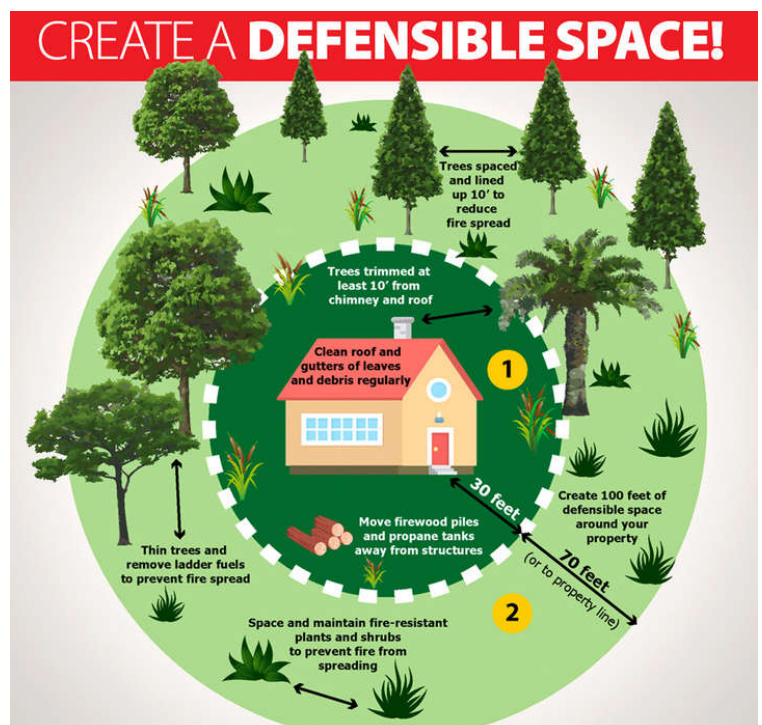 CREATE A DEFENSIBLE SPACE!
Trees spaced
and lined
up 10' to
reduce
fire spread
Trees trimmed at
least 10' from
chimney and roof
Clean roof and
gutters of leaves
and debris regularly
1
30 feet
Create 100 feet of
defensible space
around your
property
Move firewood piles
and propane tanks
away from structures
70 feet
(or to property line)
Thin trees and
remove ladder fuels
to prevent fire spread
2
Space and maintain fire-resistant
plants and shrubs
to prevent fire from
spreading